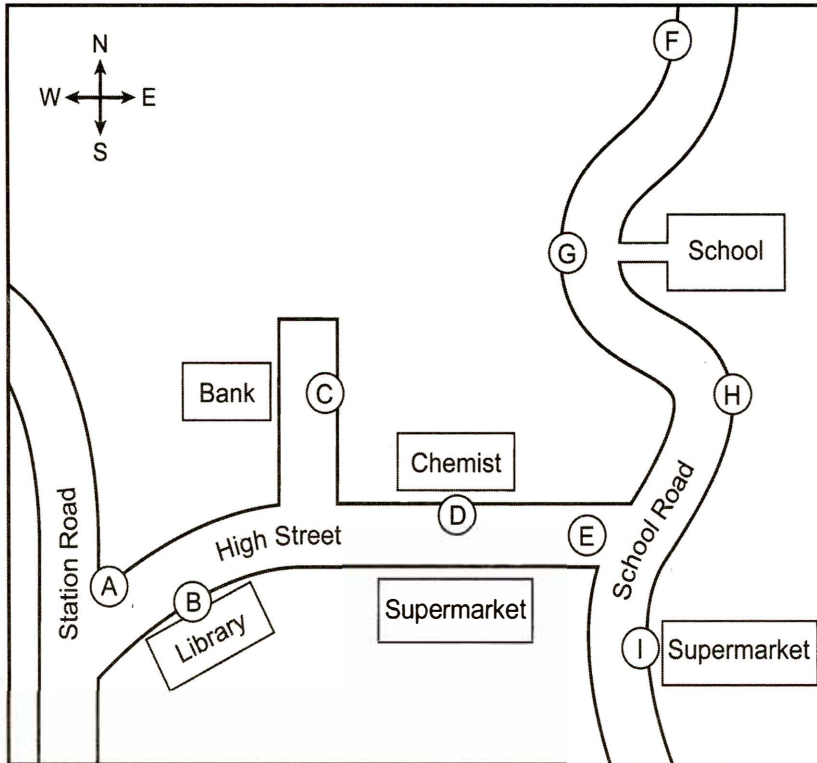 F
N
W
E
S
G
School
Bank
C
H
Chemist
D
High Street
E
School Road
Station Road
A
B
Library
Supermarket
I
Supermarket